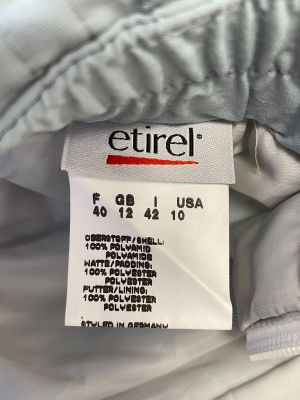 etirel®
F GB I USA
40 12 42 10
OBERSTOFF/SHELL:
100% POLYAMID
POLYAMIDE
WATTE/PADDING:
100% POLYESTER
POLYESTER
FUTTER/LINING:
100% POLYESTER
POLYESTER
STYLED IN GERMANY